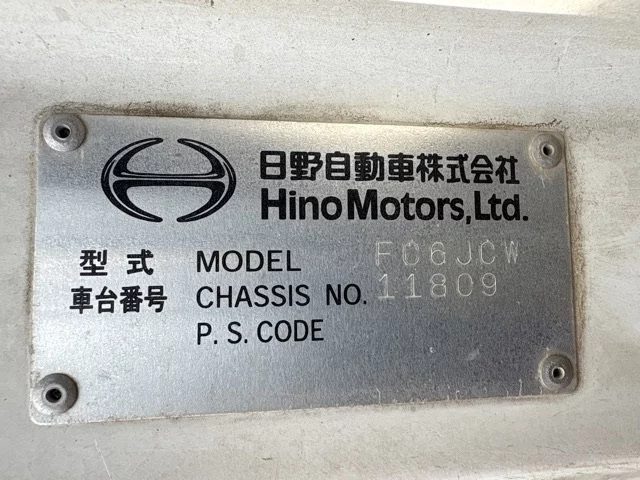 日野自動車株式会社
Hino Motors, Ltd.
型式 MODEL FC6JCW
車台番号 CHASSIS NO. 11809
P. S. CODE